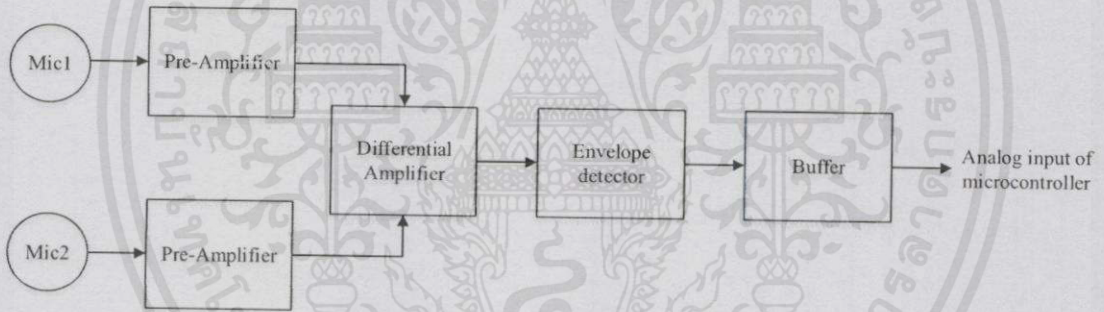 Mic1
Pre-Amplifier
Differential
Amplifier
Envelope
detector
Buffer
Analog input of
microcontroller
Mic2
Pre-Amplifier